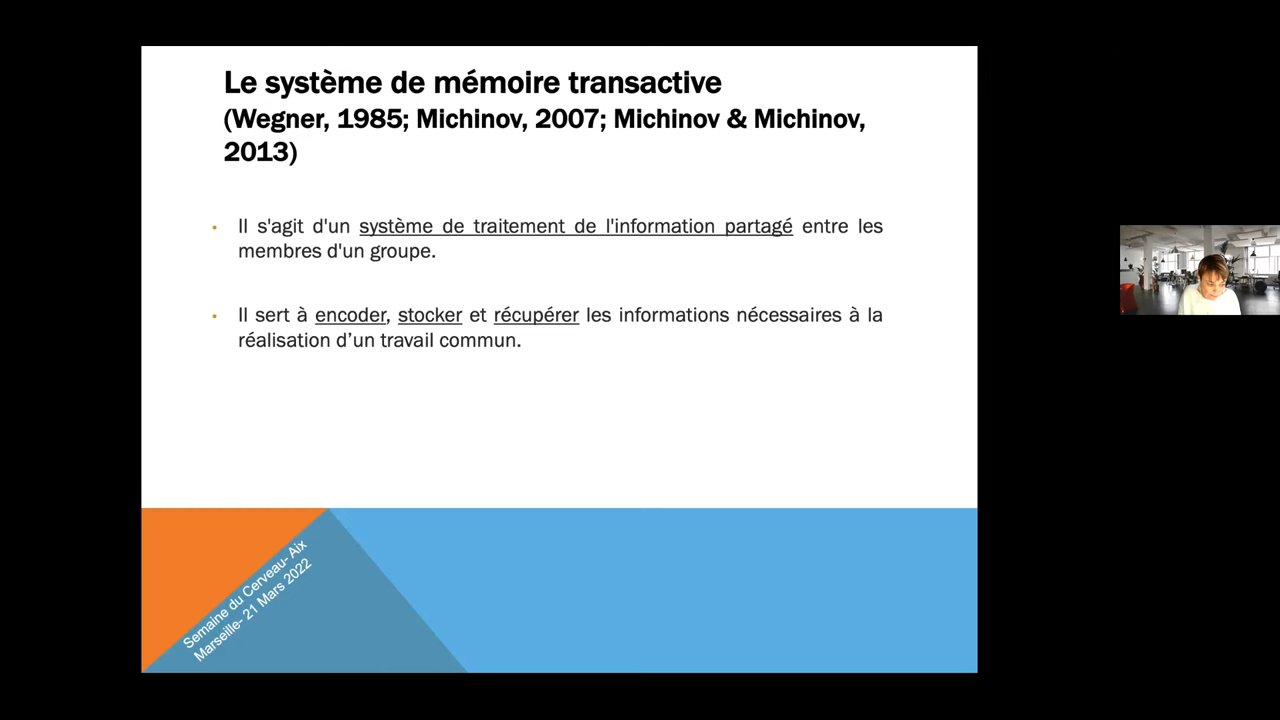 Le système de mémoire transactive
(Wegner, 1985; Michinov, 2007; Michinov & Michinov,
2013)
• Il s'agit d'un système de traitement de l'information partagé entre les
membres d'un groupe.
• Il sert à encoder, stocker et récupérer les informations nécessaires à la
réalisation d’un travail commun.
Semaine du Cerveau- Aix
Marseille- 21 Mars 2022